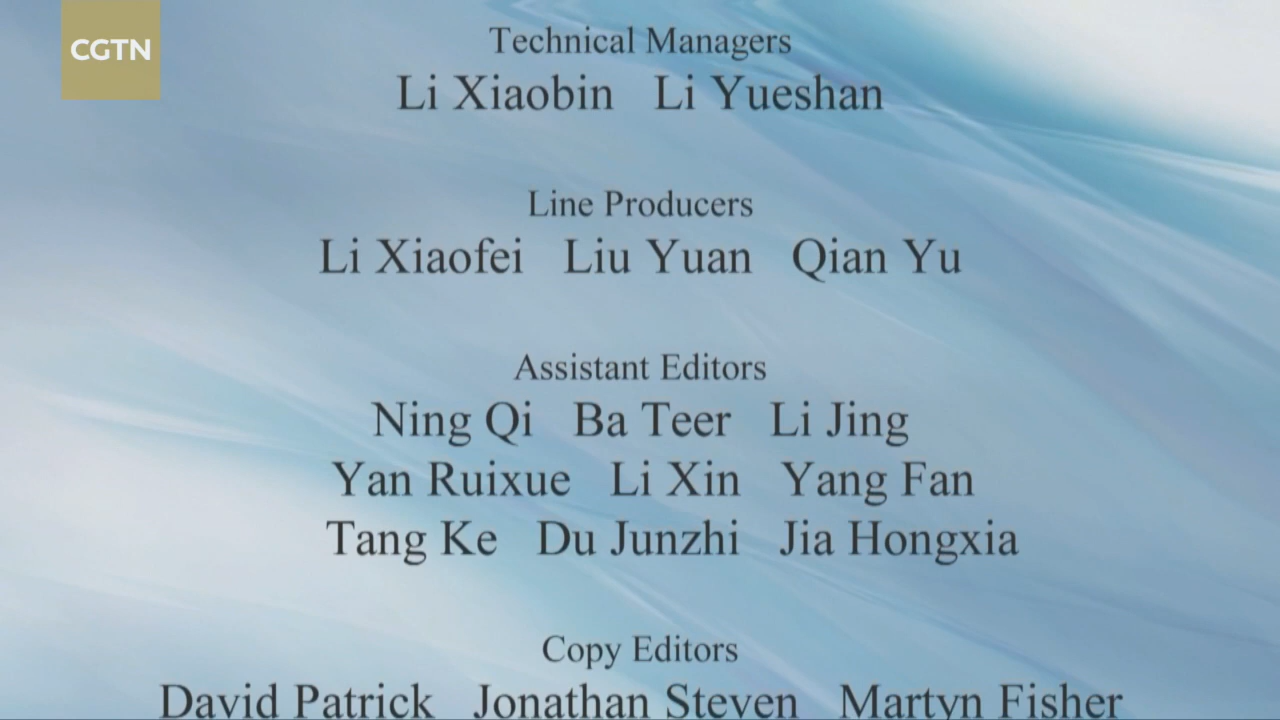 CGTN
Technical Managers
Li Xiaobin Li Yueshan
Line Producers
Li Xiaofei Liu Yuan Qian Yu
Assistant Editors
Ning Qi Ba Teer Li Jing
Yan Ruixue Li Xin Yang Fan
Tang Ke Du Junzhi Jia Hongxia
Copy Editors
David Patrick Jonathan Steven Martyn Fisher